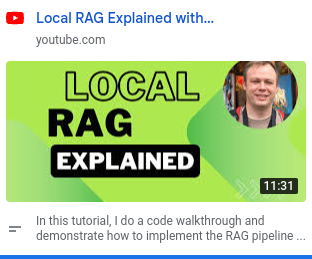 Local RAG Explained with...
youtube.com
LOCAL
RAG
EXPLAINED
11:31
In this tutorial, I do a code walkthrough and
demonstrate how to implement the RAG pipeline ...